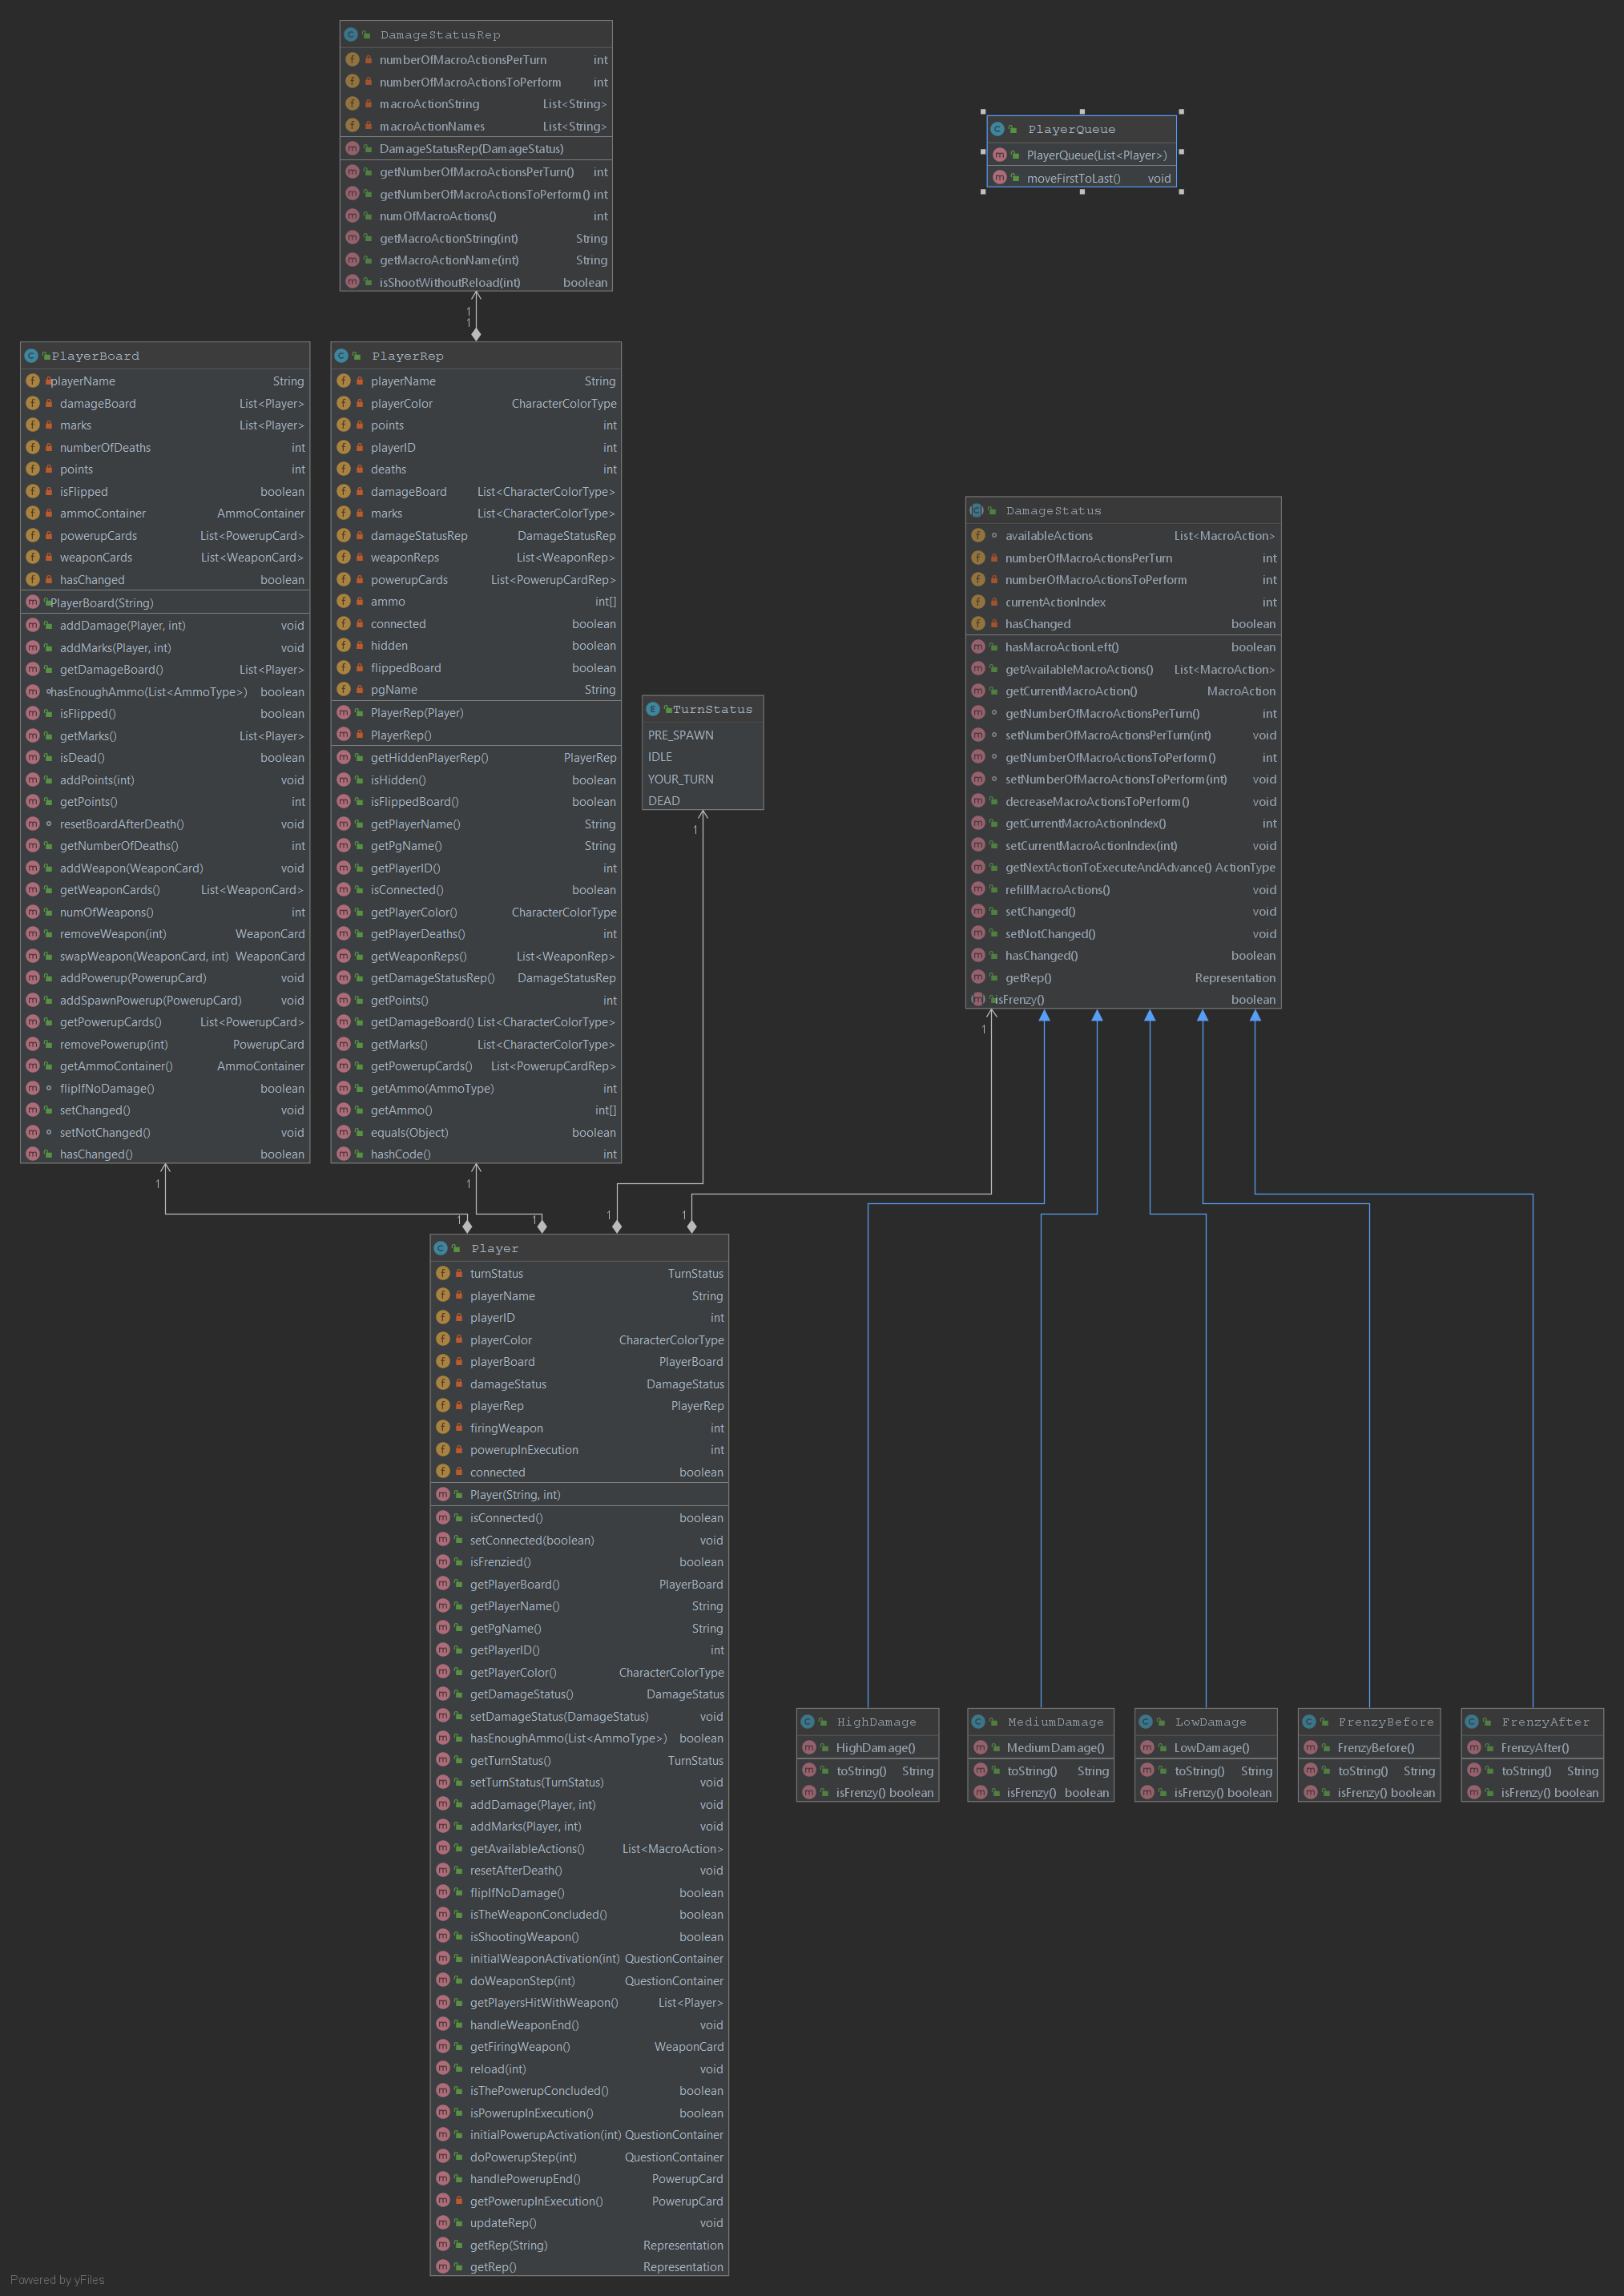 DamageStatusRep
numberOfMacroActionsPerTurn int
numberOfMacroActionsToPerform int
macroActionString List<String>
macroActionNames List<String>
DamageStatusRep(DamageStatus)
getNumberOfMacroActionsPerTurn() int
getNumberOfMacroActionsToPerform() int
numOfMacroActions() int
getMacroActionString(int) String
getMacroActionName(int) String
isShootWithoutReload(int) boolean
1
1
PlayerQueue
PlayerQueue(List<Player>)
moveFirstToLast() void
PlayerBoard
playerName String
damageBoard List<Player>
marks List<Player>
numberOfDeaths int
points int
isFlipped boolean
ammoContainer AmmoContainer
powerupCards List<PowerupCard>
weaponCards List<WeaponCard>
hasChanged boolean
PlayerBoard(String)
addDamage(Player, int) void
addMarks(Player, int) void
getDamageBoard() List<Player>
hasEnoughAmmo(List<AmmoType>) boolean
isFlipped() boolean
getMarks() List<Player>
isDead() boolean
addPoints(int) void
getPoints() int
resetBoardAfterDeath() void
getNumberOfDeaths() int
addWeapon(WeaponCard) void
getWeaponCards() List<WeaponCard>
numOfWeapons() int
removeWeapon(int) WeaponCard
swapWeapon(WeaponCard, int) WeaponCard
addPowerup(PowerupCard) void
addSpawnPowerup(PowerupCard) void
getPowerupCards() List<PowerupCard>
removePowerup(int) PowerupCard
getAmmoContainer() AmmoContainer
flipIfNoDamage() boolean
setChanged() void
setNotChanged() void
hasChanged() boolean
PlayerRep
playerName String
playerColor CharacterColorType
points int
playerID int
deaths int
damageBoard List<CharacterColorType>
marks List<CharacterColorType>
damageStatusRep DamageStatusRep
weaponReps List<WeaponRep>
powerupCards List<PowerupCardRep>
ammo int[]
connected boolean
hidden boolean
flippedBoard boolean
pgName String
PlayerRep(Player)
PlayerRep()
getHiddenPlayerRep() PlayerRep
isHidden() boolean
isFlippedBoard() boolean
getPlayerName() String
getPgName() String
getPlayerID() int
isConnected() boolean
getPlayerColor() CharacterColorType
getPlayerDeaths() int
getWeaponReps() List<WeaponRep>
getDamageStatusRep() DamageStatusRep
getPoints() int
getDamageBoard() List<CharacterColorType>
getMarks() List<CharacterColorType>
getPowerupCards() List<PowerupCardRep>
getAmmo(AmmoType) int
getAmmo() int[]
equals(Object) boolean
hashCode() int
TurnStatus
PRE_SPAWN
IDLE
YOUR_TURN
DEAD
1
DamageStatus
availableActions List<MacroAction>
numberOfMacroActionsPerTurn int
numberOfMacroActionsToPerform int
currentActionIndex int
hasChanged boolean
hasMacroActionLeft() boolean
getAvailableMacroActions() List<MacroAction>
getCurrentMacroAction() MacroAction
getNumberOfMacroActionsPerTurn() int
setNumberOfMacroActionsPerTurn(int) void
getNumberOfMacroActionsToPerform() int
setNumberOfMacroActionsToPerform(int) void
decreaseMacroActionsToPerform() void
getCurrentMacroActionIndex() int
setCurrentMacroActionIndex(int) void
getNextActionToExecuteAndAdvance() ActionType
refillMacroActions() void
setChanged() void
setNotChanged() void
hasChanged() boolean
getRep() Representation
isFrenzy() boolean
1
1
1
1
1
1
1
Player
turnStatus TurnStatus
playerName String
playerID int
playerColor CharacterColorType
playerBoard PlayerBoard
damageStatus DamageStatus
playerRep PlayerRep
firingWeapon int
powerupInExecution int
connected boolean
Player(String, int)
isConnected() boolean
setConnected(boolean) void
isFrenzied() boolean
getPlayerBoard() PlayerBoard
getPlayerName() String
getPgName() String
getPlayerID() int
getPlayerColor() CharacterColorType
getDamageStatus() DamageStatus
setDamageStatus(DamageStatus) void
hasEnoughAmmo(List<AmmoType>) boolean
getTurnStatus() TurnStatus
setTurnStatus(TurnStatus) void
addDamage(Player, int) void
addMarks(Player, int) void
getAvailableActions() List<MacroAction>
resetAfterDeath() void
flipIfNoDamage() boolean
isTheWeaponConcluded() boolean
isShootingWeapon() boolean
initialWeaponActivation(int) QuestionContainer
doWeaponStep(int) QuestionContainer
getPlayersHitWithWeapon() List<Player>
handleWeaponEnd() void
getFiringWeapon() WeaponCard
reload(int) void
isThePowerupConcluded() boolean
isPowerupInExecution() boolean
initialPowerupActivation(int) QuestionContainer
doPowerupStep(int) QuestionContainer
handlePowerupEnd() PowerupCard
getPowerupInExecution() PowerupCard
updateRep() void
getRep(String) Representation
getRep() Representation
HighDamage
HighDamage()
toString() String
isFrenzy() boolean
MediumDamage
MediumDamage()
toString() String
isFrenzy() boolean
LowDamage
LowDamage()
toString() String
isFrenzy() boolean
FrenzyBefore
FrenzyBefore()
toString() String
isFrenzy() boolean
FrenzyAfter
FrenzyAfter()
toString() String
isFrenzy() boolean
Powered by yFiles